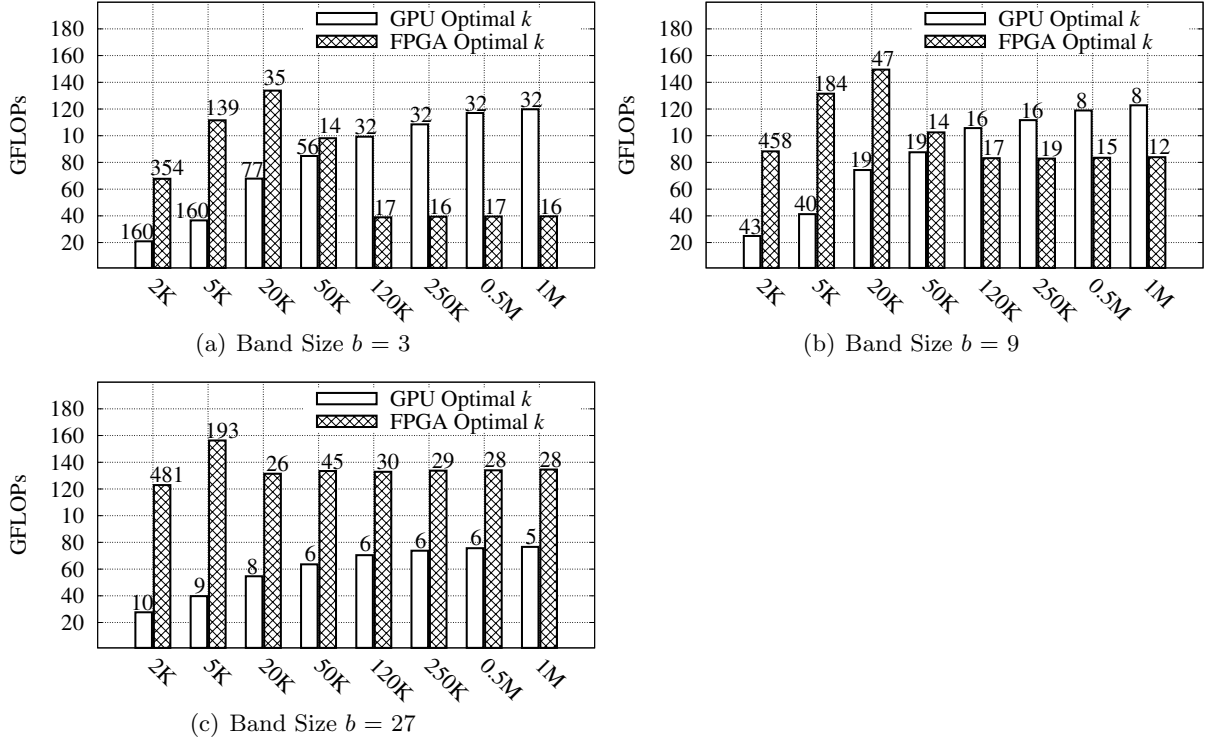 GFLOPs
180
160
140
120
10
80
60
40
20
GPU Optimal k
FPGA Optimal k
160 354 160 139 77 35 56 14 32 17 32 16 32 17 32 16
2K 5K 20K 50K 120K 250K 0.5M 1M
(a) Band Size b = 3
GFLOPs
180
160
140
120
10
80
60
40
20
GPU Optimal k
FPGA Optimal k
43 458 40 184 19 47 19 14 16 17 16 19 8 15 8 12
2K 5K 20K 50K 120K 250K 0.5M 1M
(b) Band Size b = 9
GFLOPs
180
160
140
120
10
80
60
40
20
GPU Optimal k
FPGA Optimal k
10 481 9 193 8 26 6 45 6 30 6 29 6 28 5 28
2K 5K 20K 50K 120K 250K 0.5M 1M
(c) Band Size b = 27